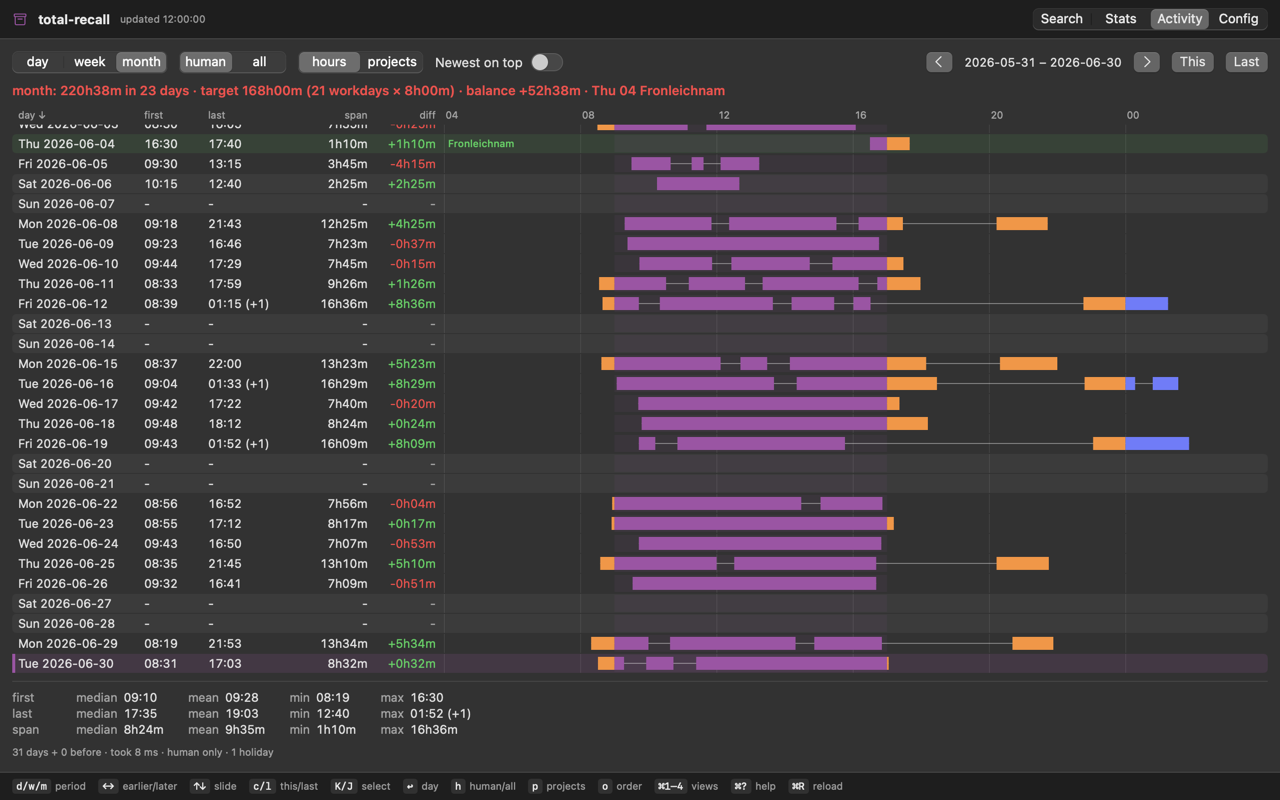 total-recall updated 12:00:00 Search Stats Activity Config
day week month human all hours projects Newest on top 2026-05-31 – 2026-06-30 This Last
month: 220h38m in 23 days · target 168h00m (21 workdays × 8h00m) · balance +52h38m · Thu 04 Fronleichnam
day ↓ first last span diff 04 08 12 16 20 00
Wed 2026-06-03
Thu 2026-06-04 16:30 17:40 1h10m +1h10m Fronleichnam
Fri 2026-06-05 09:30 13:15 3h45m -4h15m
Sat 2026-06-06 10:15 12:40 2h25m +2h25m
Sun 2026-06-07 - - - -
Mon 2026-06-08 09:18 21:43 12h25m +4h25m
Tue 2026-06-09 09:23 16:46 7h23m -0h37m
Wed 2026-06-10 09:44 17:29 7h45m -0h15m
Thu 2026-06-11 08:33 17:59 9h26m +1h26m
Fri 2026-06-12 08:39 01:15 (+1) 16h36m +8h36m
Sat 2026-06-13 - - - -
Sun 2026-06-14 - - - -
Mon 2026-06-15 08:37 22:00 13h23m +5h23m
Tue 2026-06-16 09:04 01:33 (+1) 16h29m +8h29m
Wed 2026-06-17 09:42 17:22 7h40m -0h20m
Thu 2026-06-18 09:48 18:12 8h24m +0h24m
Fri 2026-06-19 09:43 01:52 (+1) 16h09m +8h09m
Sat 2026-06-20 - - - -
Sun 2026-06-21 - - - -
Mon 2026-06-22 08:56 16:52 7h56m -0h04m
Tue 2026-06-23 08:55 17:12 8h17m +0h17m
Wed 2026-06-24 09:43 16:50 7h07m -0h53m
Thu 2026-06-25 08:35 21:45 13h10m +5h10m
Fri 2026-06-26 09:32 16:41 7h09m -0h51m
Sat 2026-06-27 - - - -
Sun 2026-06-28 - - - -
Mon 2026-06-29 08:19 21:53 13h34m +5h34m
Tue 2026-06-30 08:31 17:03 8h32m +0h32m
first median 09:10 mean 09:28 min 08:19 max 16:30
last median 17:35 mean 19:03 min 12:40 max 01:52 (+1)
span median 8h24m mean 9h35m min 1h10m max 16h36m
31 days + 0 before · took 8 ms · human only · 1 holiday
d/w/m period ↔ earlier/later ↑↓ slide c/l this/last K/J select ↵ day h human/all p projects o order ⌘1–4 views ⌘? help ⌘R reload